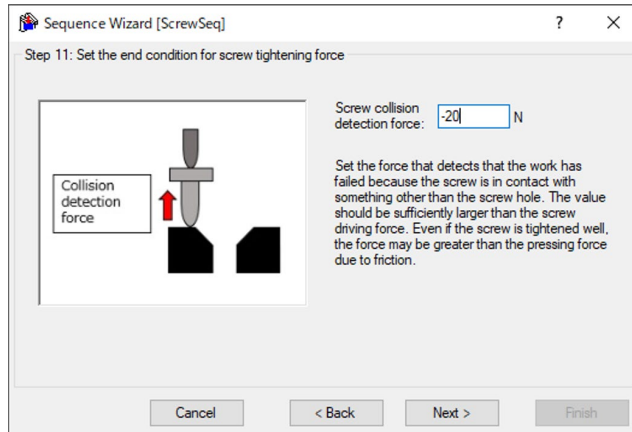 Sequence Wizard [ScrewSeq]
? ×
Step 11: Set the end condition for screw tightening force
Collision
detection
force
Screw collision
detection force:
-20
N
Set the force that detects that the work has
failed because the screw is in contact with
something other than the screw hole. The value
should be sufficiently larger than the screw
driving force. Even if the screw is tightened well,
the force may be greater than the pressing force
due to friction.
Cancel
< Back
Next >
Finish